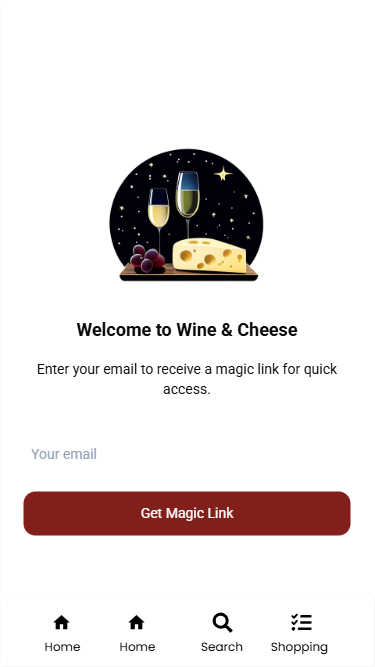 Welcome to Wine & Cheese
Enter your email to receive a magic link for quick
access.
Your email
Get Magic Link
Home
Home
Search
Shopping